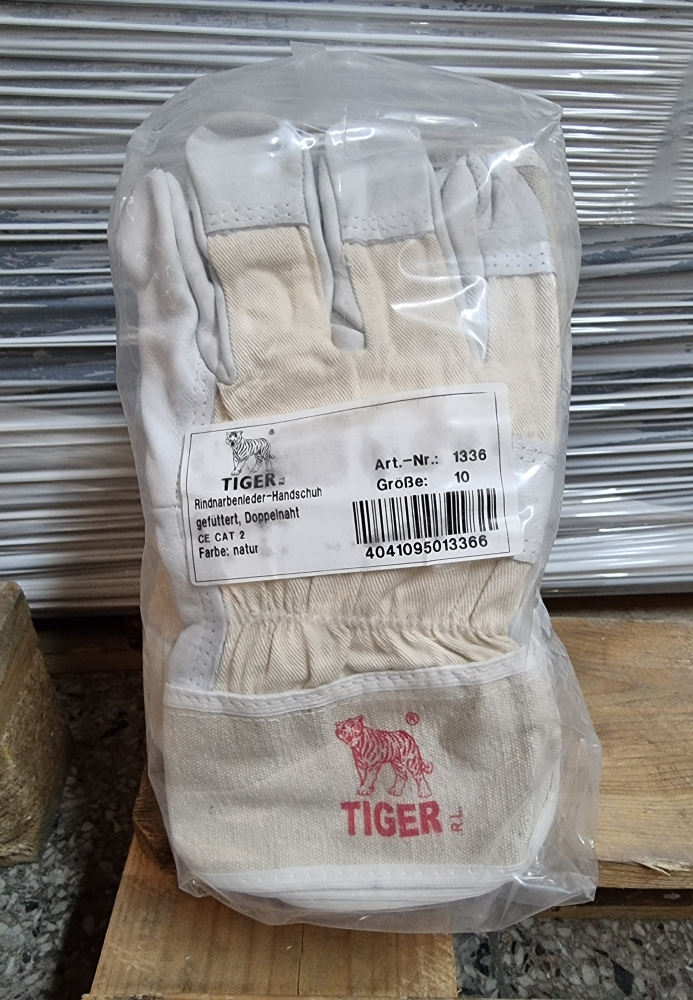 TIGER R.L.
Rindnarbenleder-Handschuh
gefüttert, Doppelnaht
CE CAT 2
Farbe: natur
Art.-Nr.: 1336
Größe: 10
4041095013366
®
TIGER R.L.